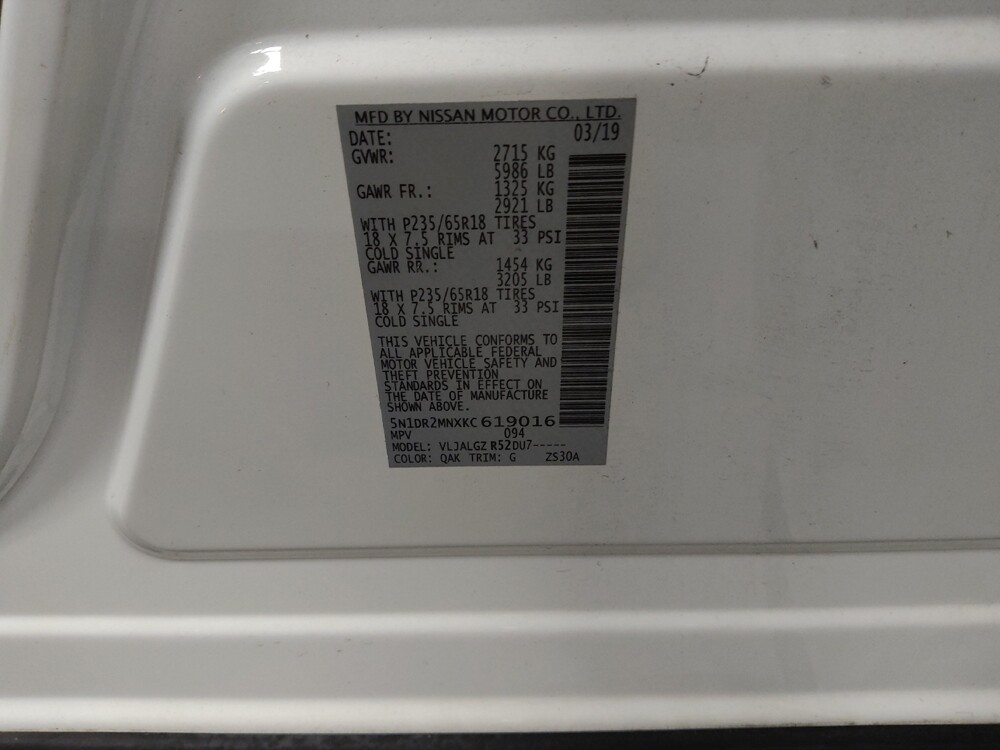 MFD BY NISSAN MOTOR CO., LTD.
DATE: 03/19
GVWR: 2715 KG
5986 LB
GAWR FR.: 1325 KG
2921 LB
WITH P235/65R18 TIRES
18 X 7.5 RIMS AT 33 PSI
COLD SINGLE
GAWR RR.: 1454 KG
3205 LB
WITH P235/65R18 TIRES
18 X 7.5 RIMS AT 33 PSI
COLD SINGLE
THIS VEHICLE CONFORMS TO
ALL APPLICABLE FEDERAL
MOTOR VEHICLE SAFETY AND
THEFT PREVENTION
STANDARDS IN EFFECT ON
THE DATE OF MANUFACTURE
SHOWN ABOVE.
5N1DR2MNXKC619016
MPV 094
MODEL: VLJALGZ R52DU7-----
COLOR: QAK TRIM: G ZS30A